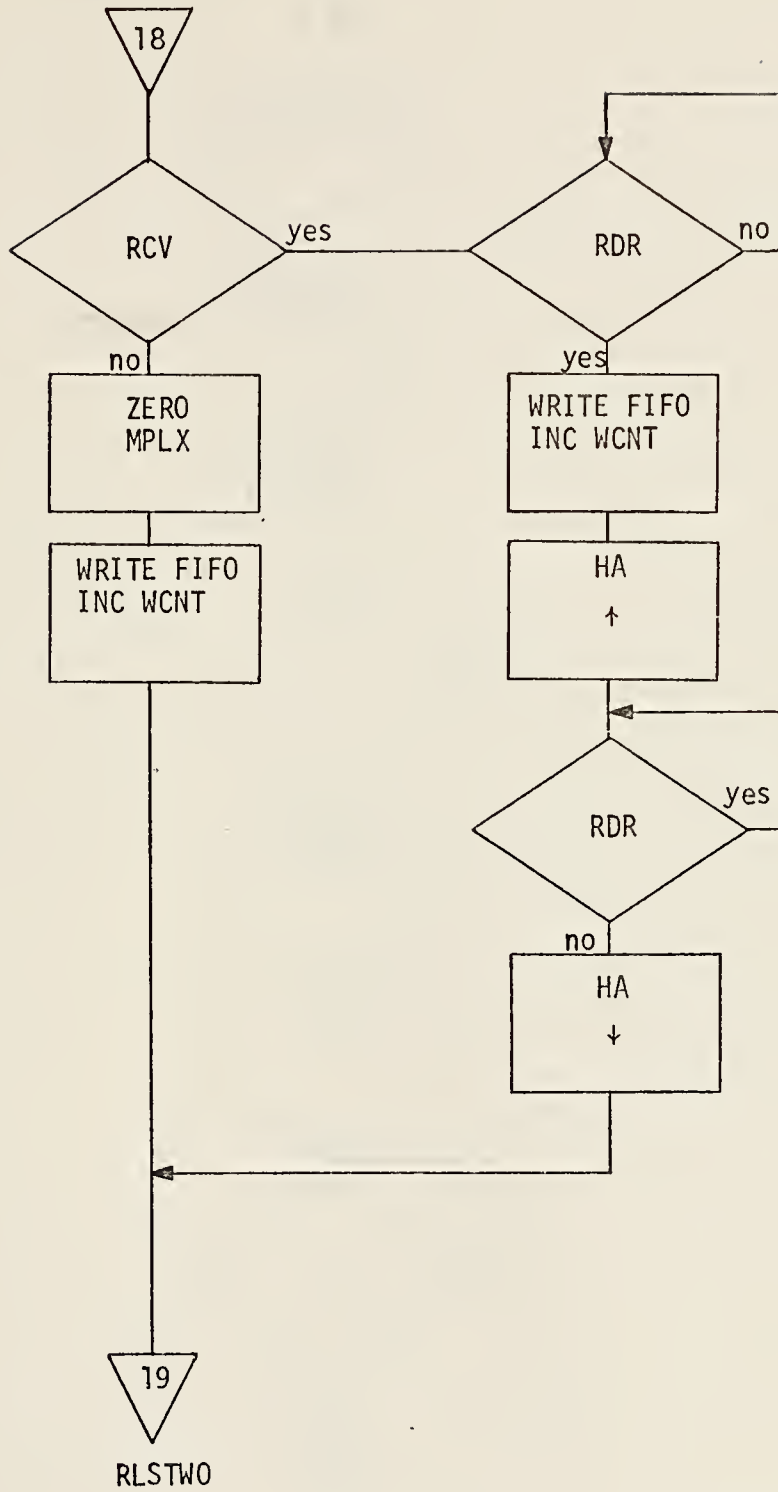 18
RCV
yes
no
ZERO
MPLX
WRITE FIFO
INC WCNT
RDR
no
yes
WRITE FIFO
INC WCNT
HA
↑
RDR
yes
no
HA
↓
19
RLSTWO